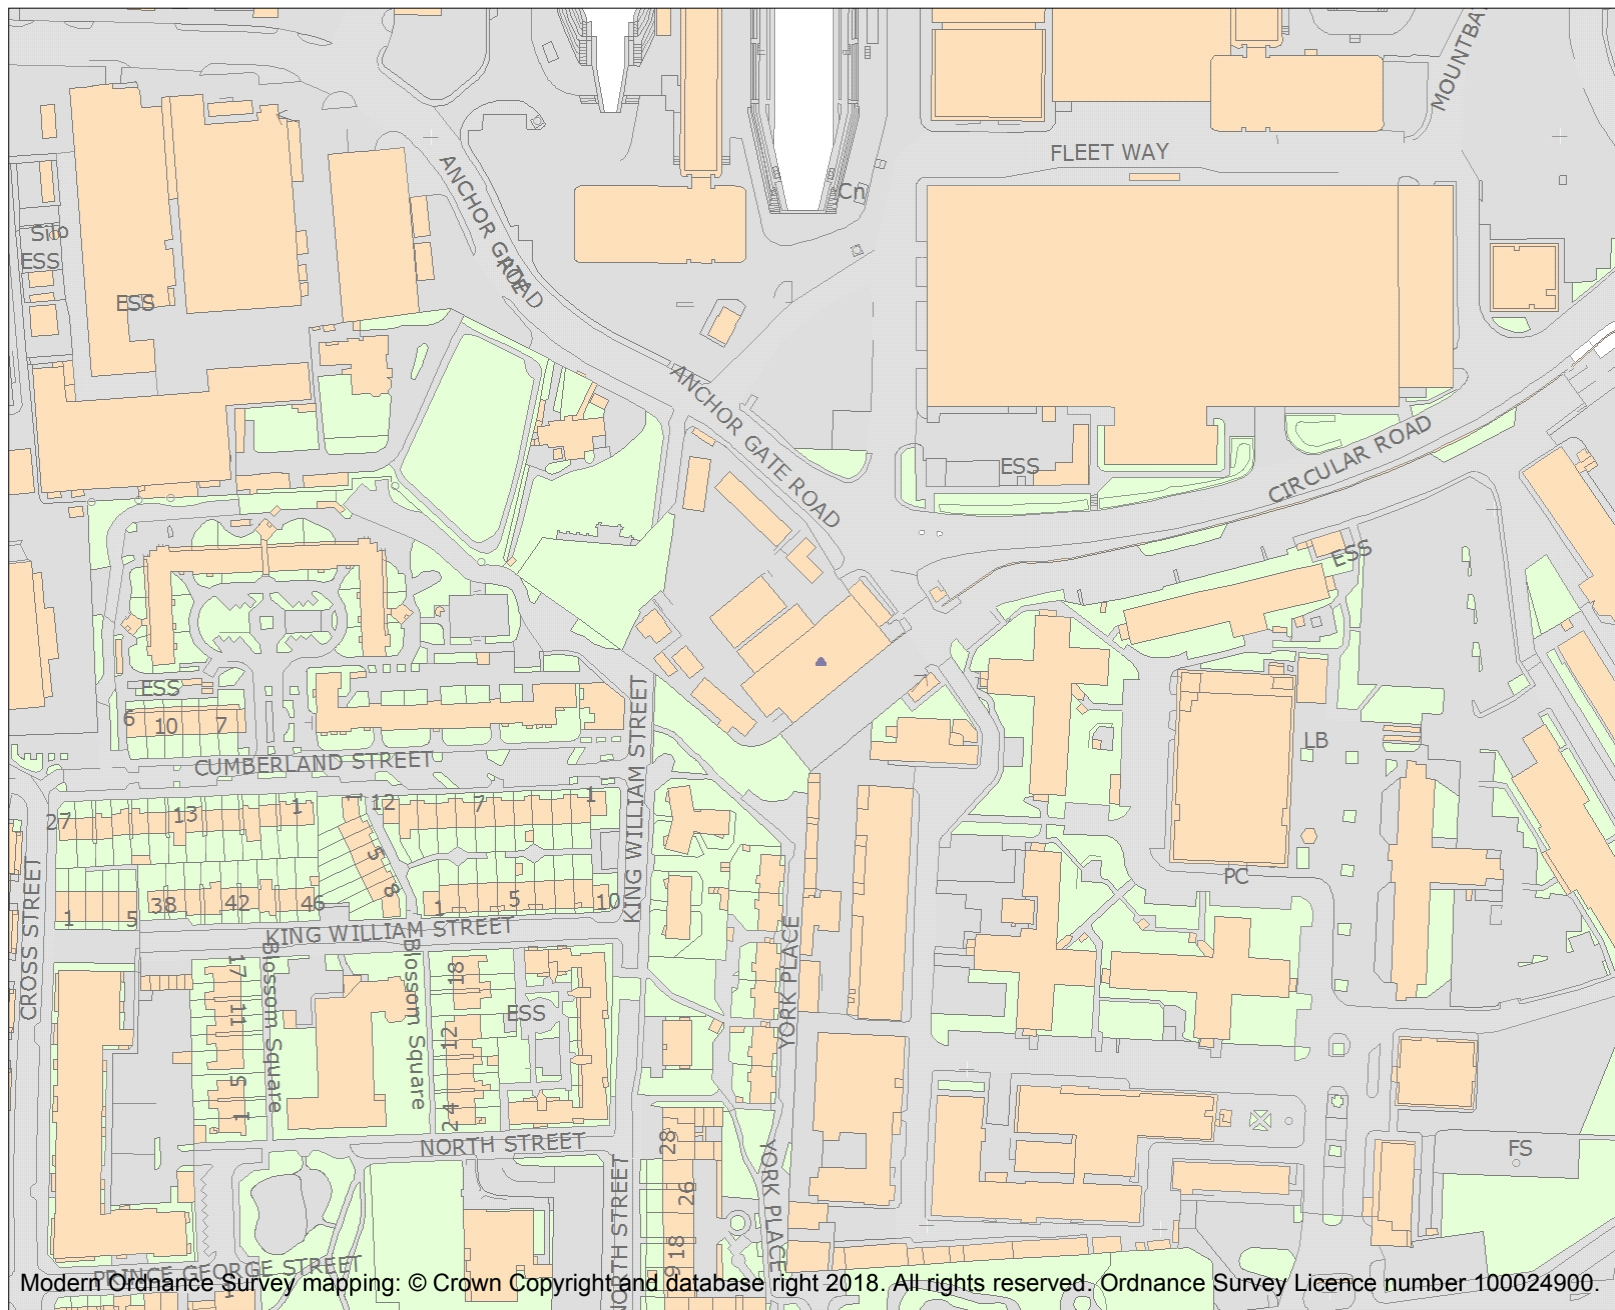 MOUNTBA
FLEET WAY
ANCHOR GATE
ROAD
Cn
Silo
ESS
ESS
ANCHOR GATE ROAD
CIRCULAR ROAD
ESS
ESS
ESS
6
10
7
KING WILLIAM STREET
LB
CUMBERLAND STREET
27
13
1
1
12
7
1
5
8
PC
CROSS STREET
1
5
38
42
46
1
5
10
KING WILLIAM STREET
YORK PLACE
17
11
5
1
Blossom Square
Blossom Square
18
12
24
ESS
NORTH STREET
28
26
18
9
YORK PLACE
FS
NORTH STREET
PRINCE GEORGE STREET
Modern Ordnance Survey mapping: © Crown Copyright and database right 2018. All rights reserved. Ordnance Survey Licence number 100024900.